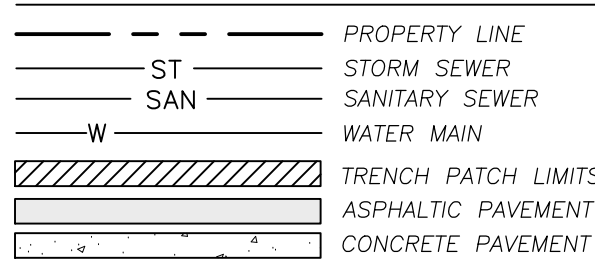 PROPERTY LINE
ST STORM SEWER
SAN SANITARY SEWER
W WATER MAIN
TRENCH PATCH LIMITS
ASPHALTIC PAVEMENT
CONCRETE PAVEMENT